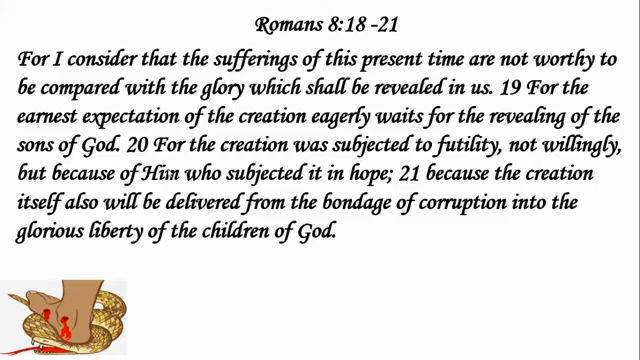 Romans 8:18 -21
For I consider that the sufferings of this present time are not worthy to
be compared with the glory which shall be revealed in us. 19 For the
earnest expectation of the creation eagerly waits for the revealing of the
sons of God. 20 For the creation was subjected to futility, not willingly,
but because of Him who subjected it in hope; 21 because the creation
itself also will be delivered from the bondage of corruption into the
glorious liberty of the children of God.